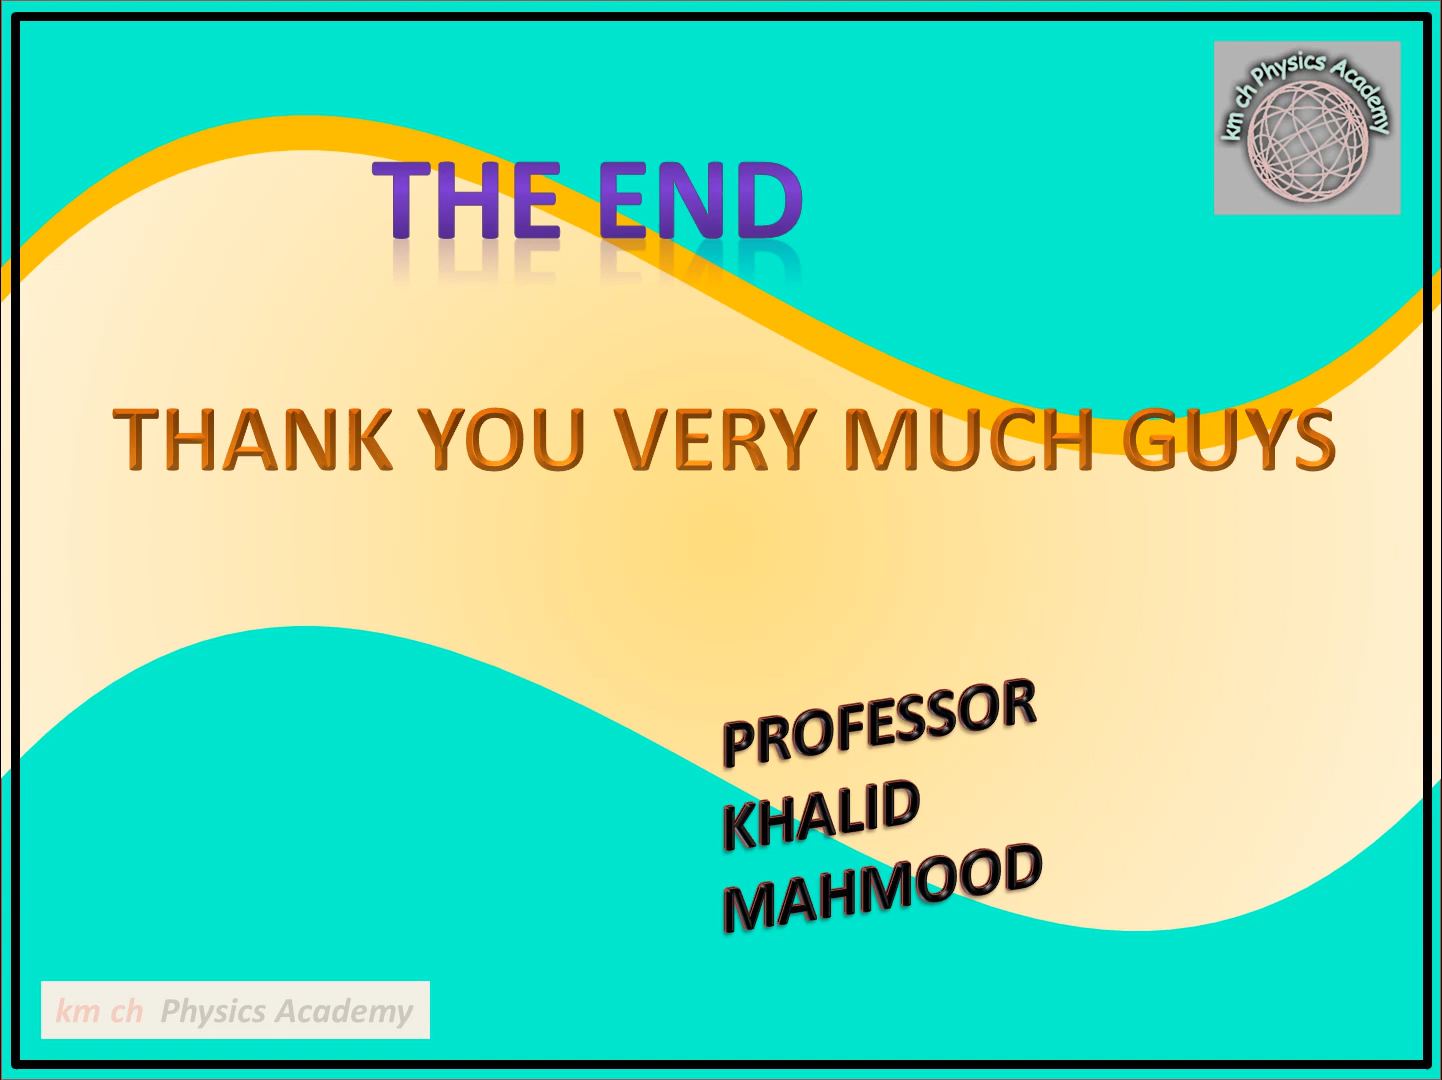 km ch Physics Academy
THE END
THANK YOU VERY MUCH GUYS
PROFESSOR
KHALID
MAHMOOD
km ch Physics Academy